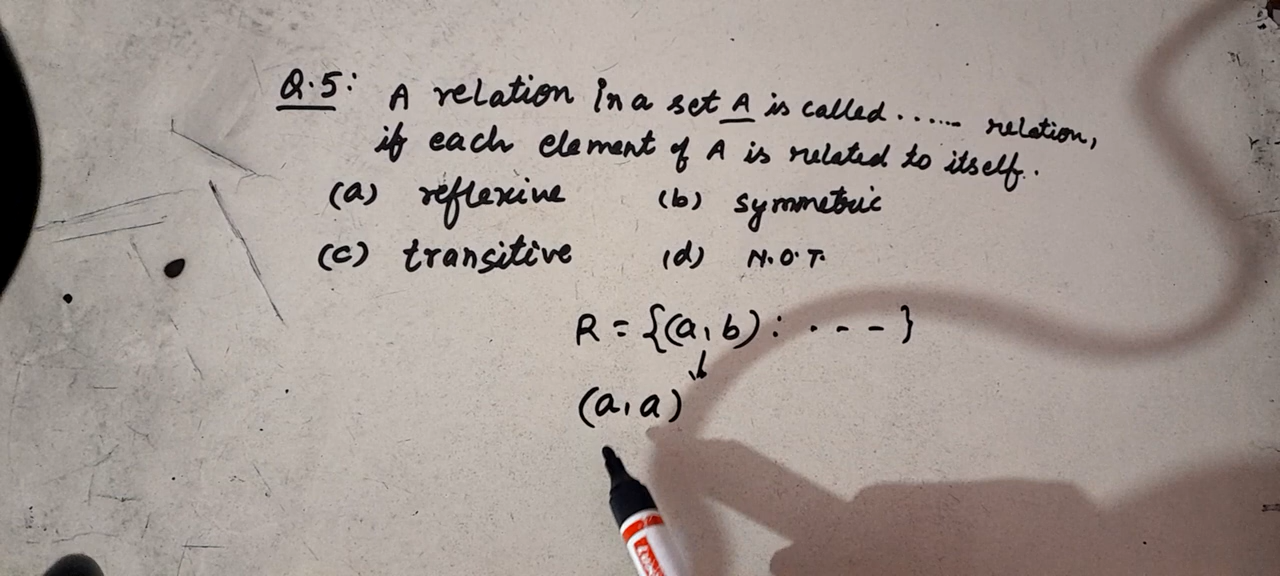 Q.5: A relation in a set A is called ...... relation,
if each element of A is related to itself.
(a) reflexive (b) symmetric
(c) transitive (d) N.O.T.
R = {(a, b) : . - - - }
(a, a)